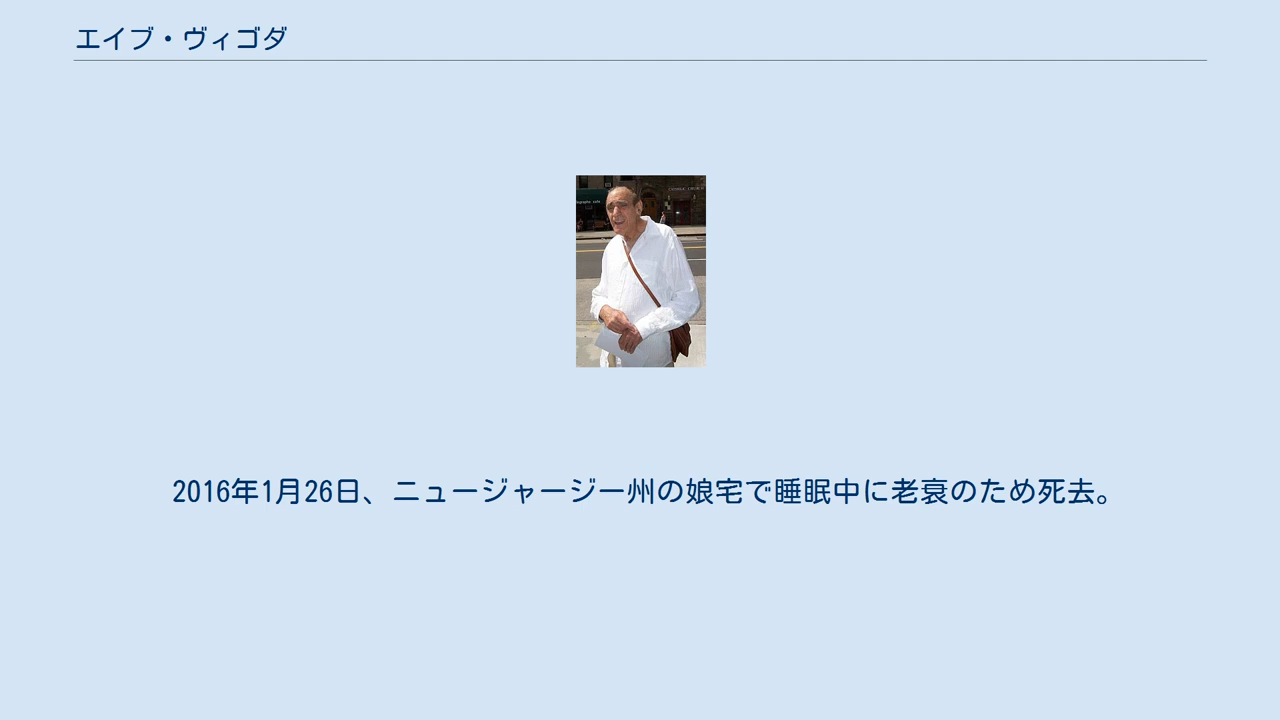 エイブ・ヴィゴダ
2016年1月26日、ニュージャージー州の娘宅で睡眠中に老衰のため死去。